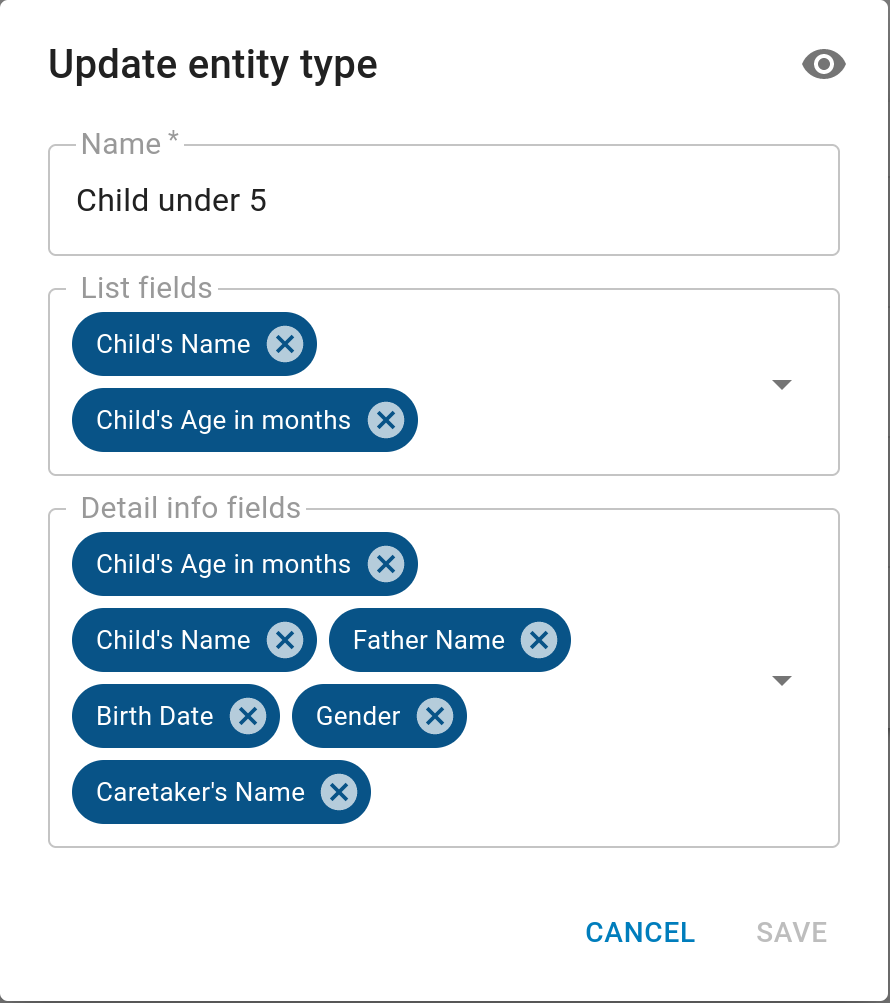 Update entity type
Name *
Child under 5
List fields
Child's Name
Child's Age in months
Detail info fields
Child's Age in months
Child's Name Father Name
Birth Date Gender
Caretaker's Name
CANCEL SAVE